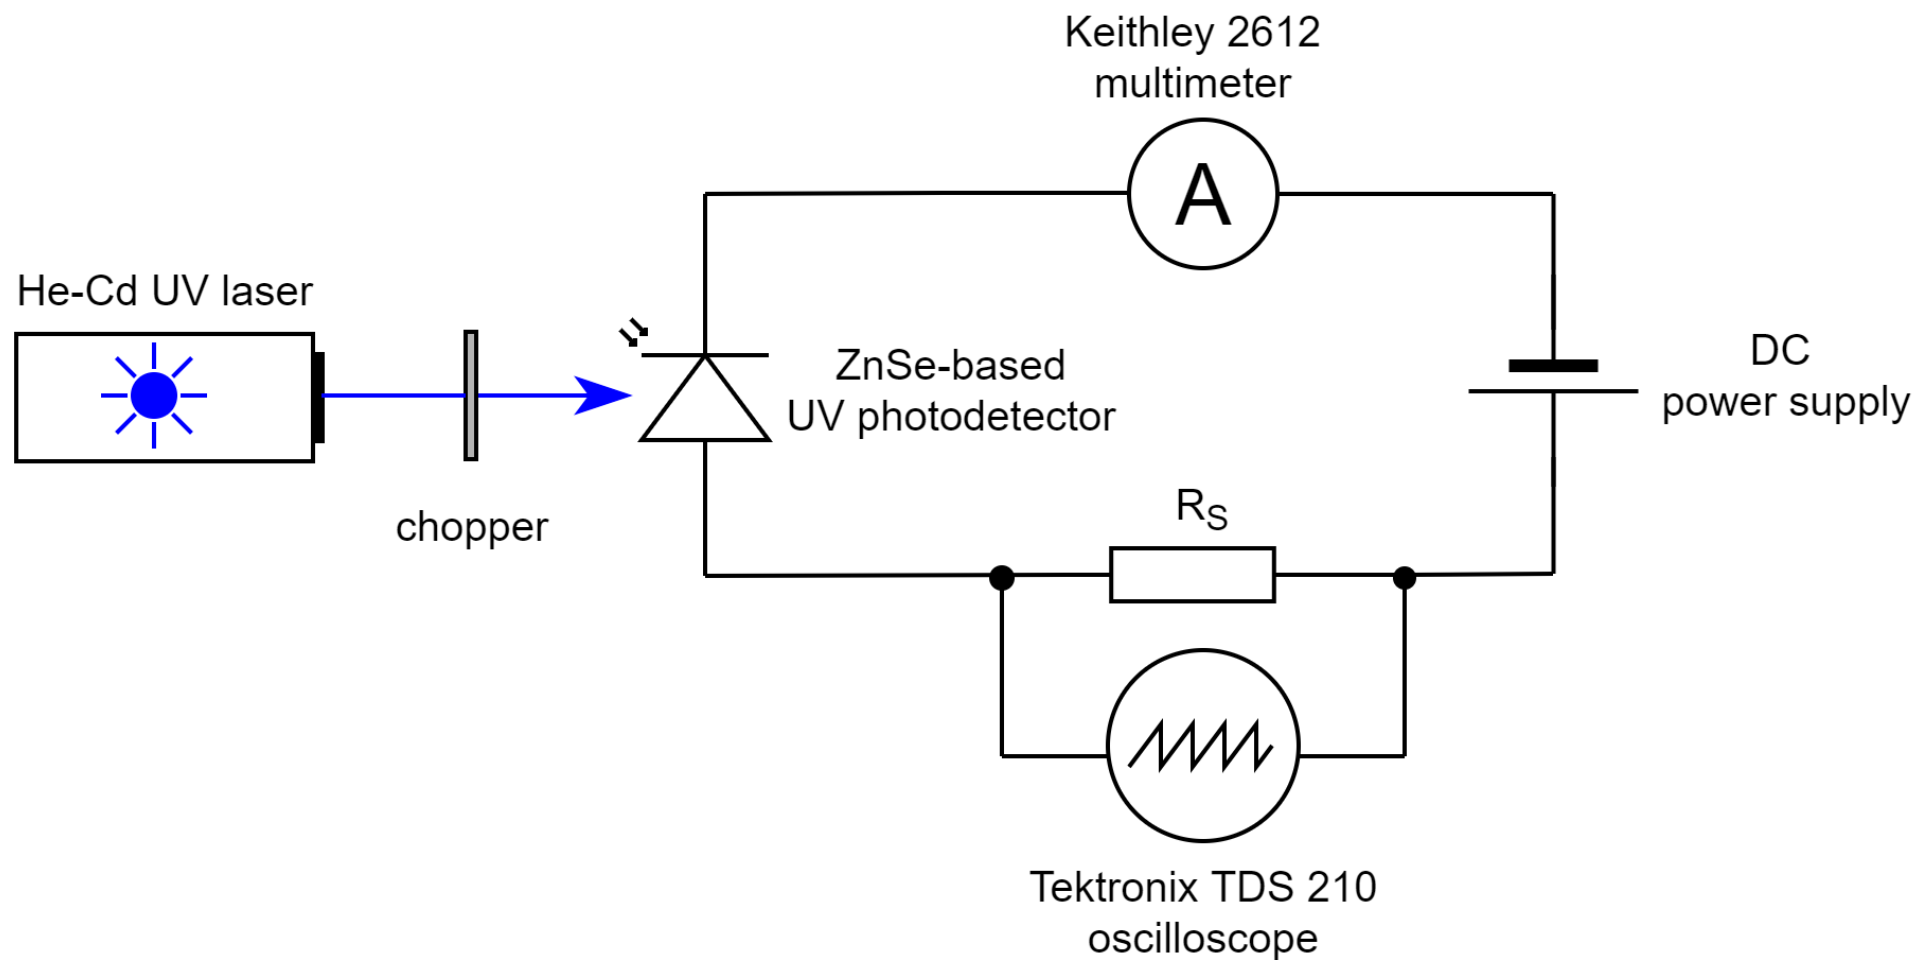 Keithley 2612
multimeter
A
He-Cd UV laser
ZnSe-based
UV photodetector
DC
power supply
chopper
RS
Tektronix TDS 210
oscilloscope